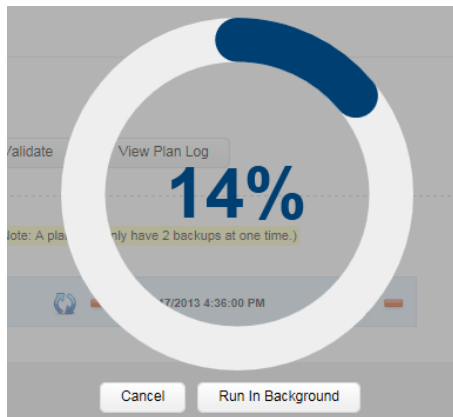 Validate
View Plan Log
14%
Note: A pla nly have 2 backups at one time.)
17/2013 4:36:00 PM
Cancel
Run In Background